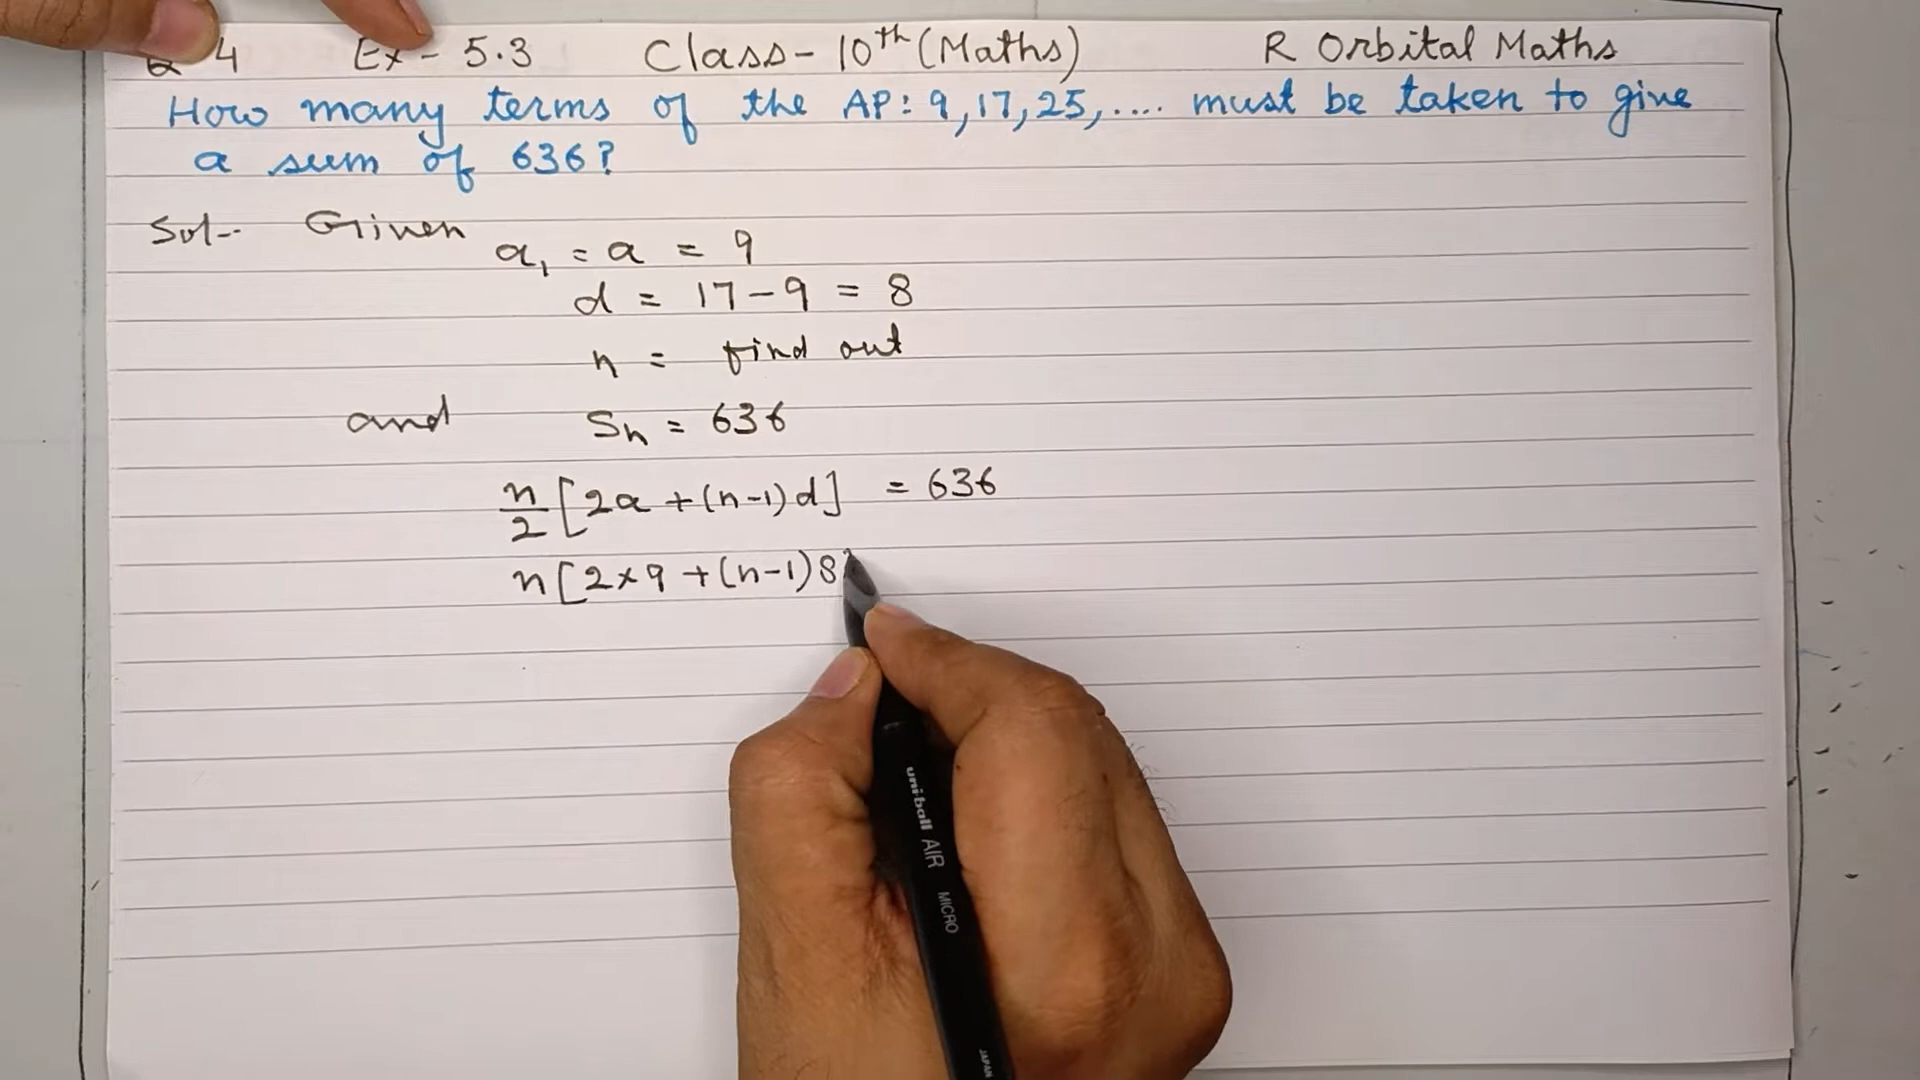 Q 4 Ex - 5.3 Class - 10th (Maths) R Orbital Maths
How many terms of the AP: 9, 17, 25, .... must be taken to give
a sum of 636?
Sol-. Given
a₁ = a = 9
d = 17 - 9 = 8
n = find out
and Sn = 636
n/2 [2a + (n-1)d] = 636
n[2×9 + (n-1)8]
uniball AIR MICRO
JAPAN